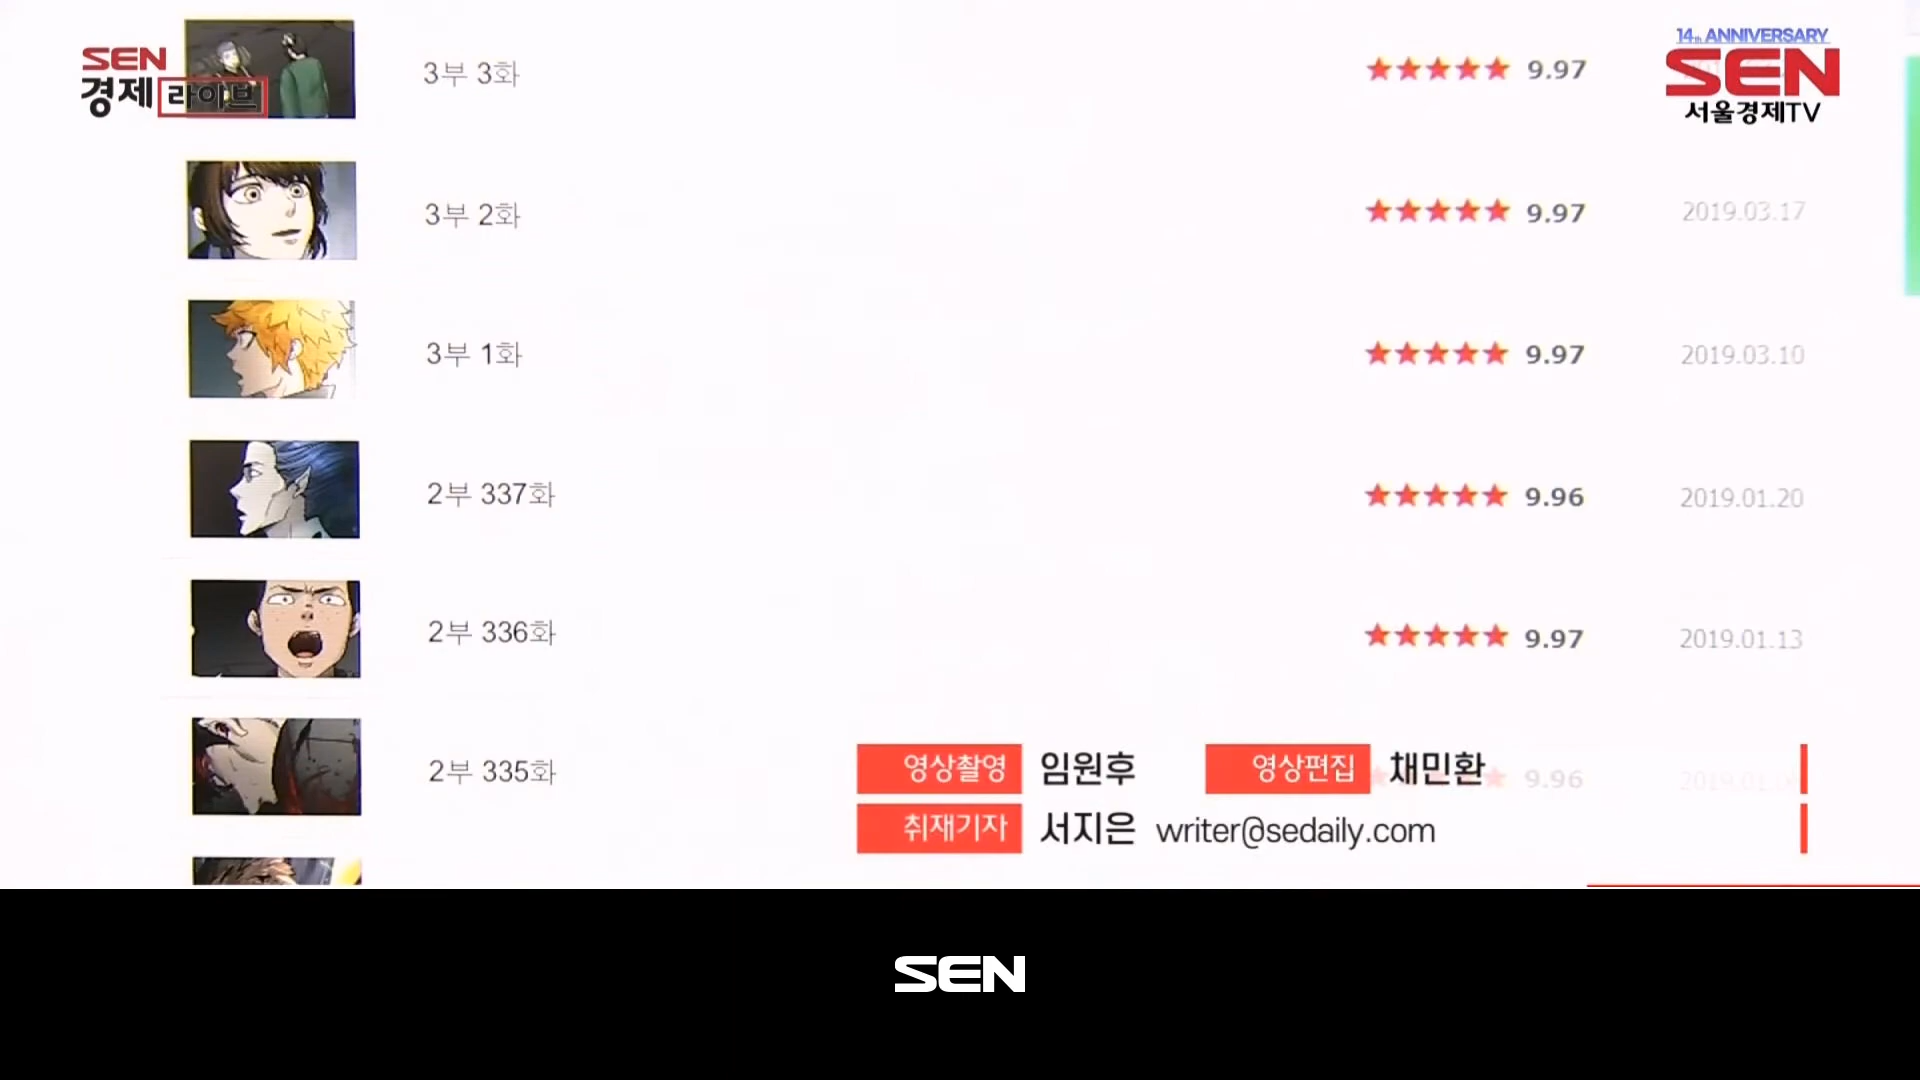 SEN
경제 라이브
14th ANNIVERSARY
SEN
서울경제TV
3부 3화 9.97
3부 2화 9.97 2019.03.17
3부 1화 9.97 2019.03.10
2부 337화 9.96 2019.01.20
2부 336화 9.97 2019.01.13
2부 335화 9.96
영상촬영 임원후 영상편집 채민환
취재기자 서지은 writer@sedaily.com
SEN